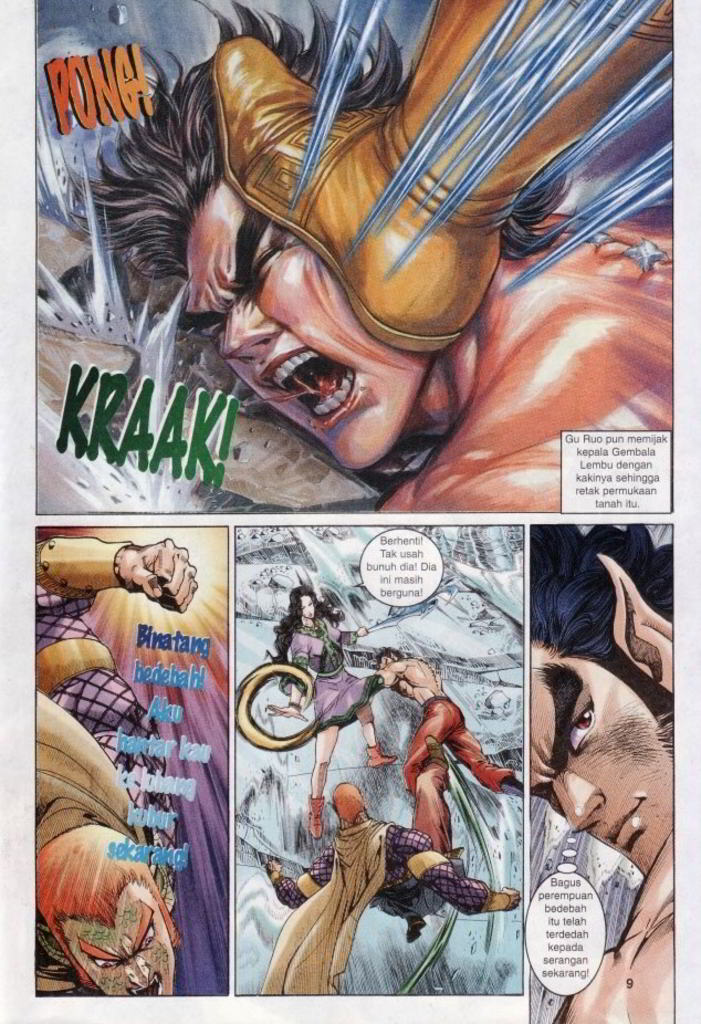 PONG!
KRAAK!
Gu Ruo pun memijak
kepala Gembala
Lembu dengan
kakinya sehingga
retak permukaan
tanah itu.
Binatang
bedebah!
Aku
hantar kau
ke lubang
kubur
sekarang!
Berhenti!
Tak usah
bunuh dia! Dia
ini masih
berguna!
Bagus
perempuan
bedebah
itu telah
terdedah
kepada
serangan
sekarang!
9